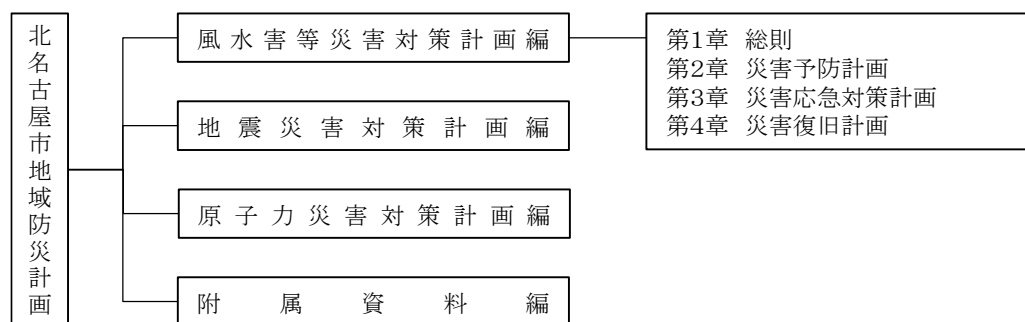 北名古屋市地域防災計画
風水害等災害対策計画編
第1章 総則
第2章 災害予防計画
第3章 災害応急対策計画
第4章 災害復旧計画
地震災害対策計画編
原子力災害対策計画編
附属資料編